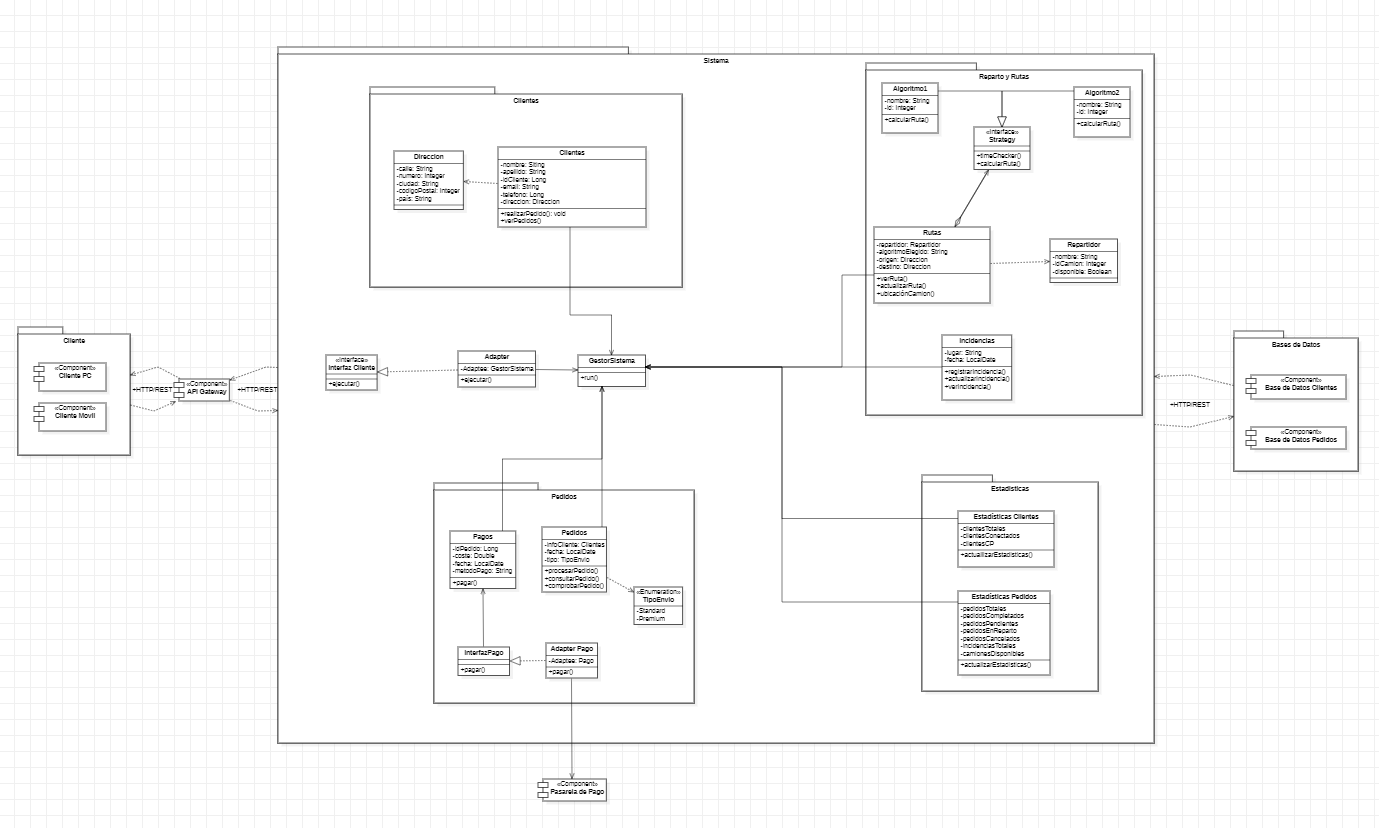 Sistema
Clientes
Direccion
-calle: String
-numero: Integer
-ciudad: String
-codigoPostal: Integer
-pais: String
Clientes
-nombre: String
-apellido: String
-idCliente: Long
-email: String
-telefono: Long
-direccion: Direccion
+realizarPedido(): void
+verPedidos()
Reparto y Rutas
Algoritmo1
-nombre: String
-id: Integer
+calcularRuta()
Algoritmo2
-nombre: String
-id: Integer
+calcularRuta()
«Interface»
Strategy
+timeChecker()
+calcularRuta()
Rutas
-repartidor: Repartidor
-algoritmoElegido: String
-origen: Direccion
-destino: Direccion
+verRuta()
+actualizarRuta()
+ubicaciónCamion()
Repartidor
-nombre: String
-idCamion: Integer
-disponible: Boolean
Incidencias
-lugar: String
-fecha: LocalDate
+registrarIncidencia()
+actualizarIncidencia()
+verIncidencia()
Cliente
«Component»
Cliente PC
«Component»
Cliente Movil
+HTTP/REST
«Component»
API Gateway
+HTTP/REST
«Interface»
Interfaz Cliente
+ejecutar()
Adapter
-Adaptee: GestorSistema
+ejecutar()
GestorSistema
+run()
Bases de Datos
«Component»
Base de Datos Clientes
«Component»
Base de Datos Pedidos
+HTTP/REST
Pedidos
Pagos
-idPedido: Long
-coste: Double
-fecha: LocalDate
-metodoPago: String
+pagar()
Pedidos
-infoCliente: Clientes
-fecha: LocalDate
-tipo: TipoEnvio
+procesarPedido()
+consultarPedido()
+comprobarPedido()
«Enumeration»
TipoEnvio
-Standard
-Premium
InterfazPago
+pagar()
Adapter Pago
-Adaptee: Pago
+pagar()
Estadisticas
Estadísticas Clientes
-clientesTotales
-clientesConectados
-clientesCP
+actualizarEstadisticas()
Estadísticas Pedidos
-pedidosTotales
-pedidosCompletados
-pedidosPendientes
-pedidosEnReparto
-pedidosCancelados
-incidenciasTotales
-camionesDisponibles
+actualizarEstadisticas()
«Component»
Pasarela de Pago